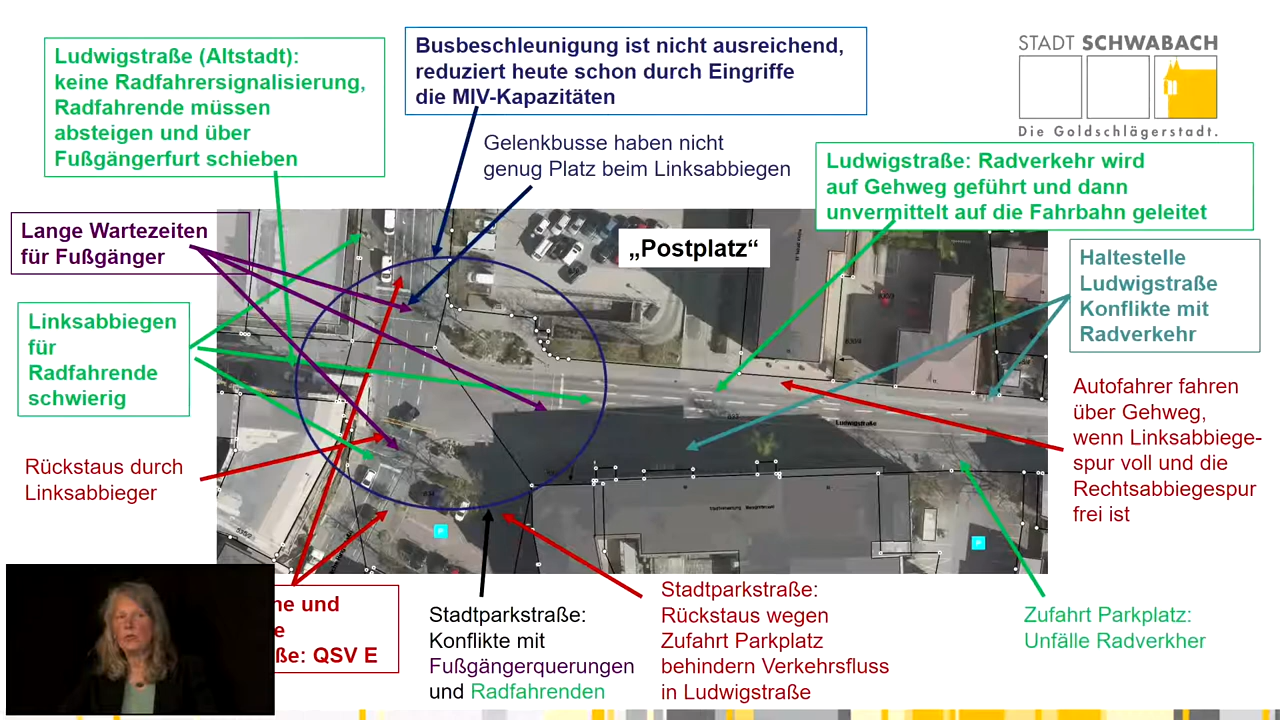 Ludwigstraße (Altstadt):
keine Radfahrersignalisierung,
Radfahrende müssen
absteigen und über
Fußgängerfurt schieben
Busbeschleunigung ist nicht ausreichend,
reduziert heute schon durch Eingriffe
die MIV-Kapazitäten
Gelenkbusse haben nicht
genug Platz beim Linksabbiegen
STADT SCHWABACH
Die Goldschlägerstadt.
Ludwigstraße: Radverkehr wird
auf Gehweg geführt und dann
unvermittelt auf die Fahrbahn geleitet
Lange Wartezeiten
für Fußgänger
„Postplatz“
Haltestelle
Ludwigstraße
Konflikte mit
Radverkehr
Linksabbiegen
für
Radfahrende
schwierig
Autofahrer fahren
über Gehweg,
wenn Linksabbiege-
spur voll und die
Rechtsabbiegespur
frei ist
Ludwigstraße
Rückstaus durch
Linksabbieger
P
P
ne und
e
ße: QSV E
Stadtparkstraße:
Konflikte mit
Fußgängerquerungen
und Radfahrenden
Stadtparkstraße:
Rückstaus wegen
Zufahrt Parkplatz
behindern Verkehrsfluss
in Ludwigstraße
Zufahrt Parkplatz:
Unfälle Radverkher